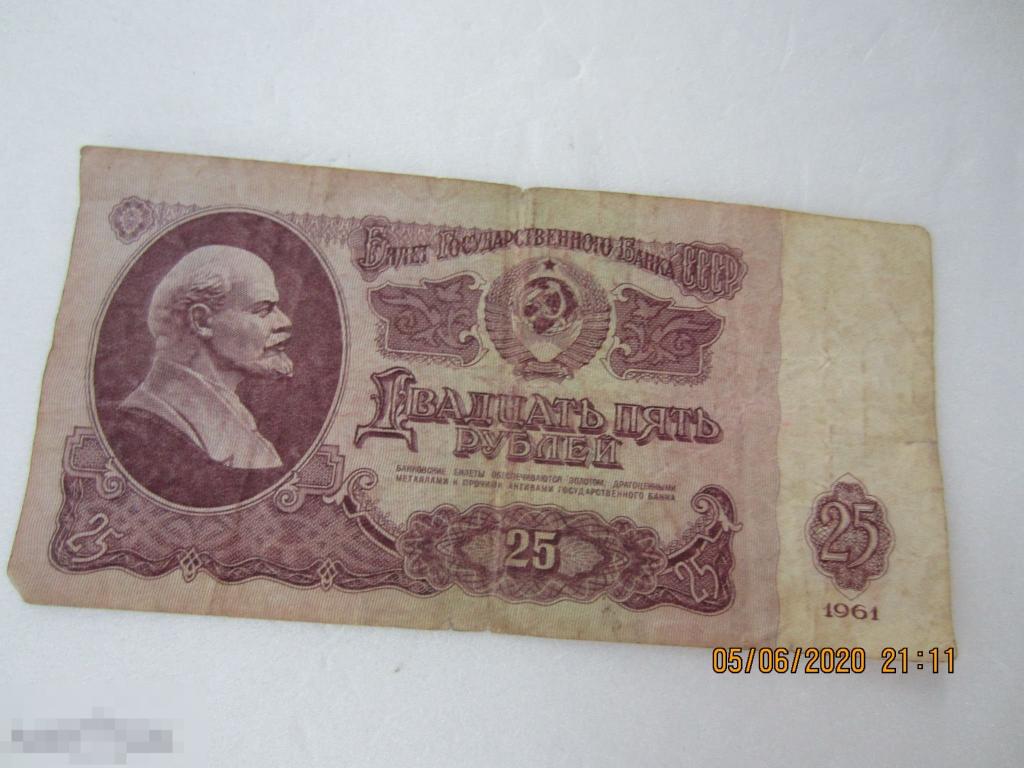 Билет Государственного Банка СССР
Двадцать пять
рублей
БАНКОВСКИЕ БИЛЕТЫ ОБЕСПЕЧИВАЮТСЯ ЗОЛОТОМ, ДРАГОЦЕННЫМИ
МЕТАЛЛАМИ И ПРОЧИМИ АКТИВАМИ ГОСУДАРСТВЕННОГО БАНКА
25
25
25
25
1961
05/06/2020 21:11